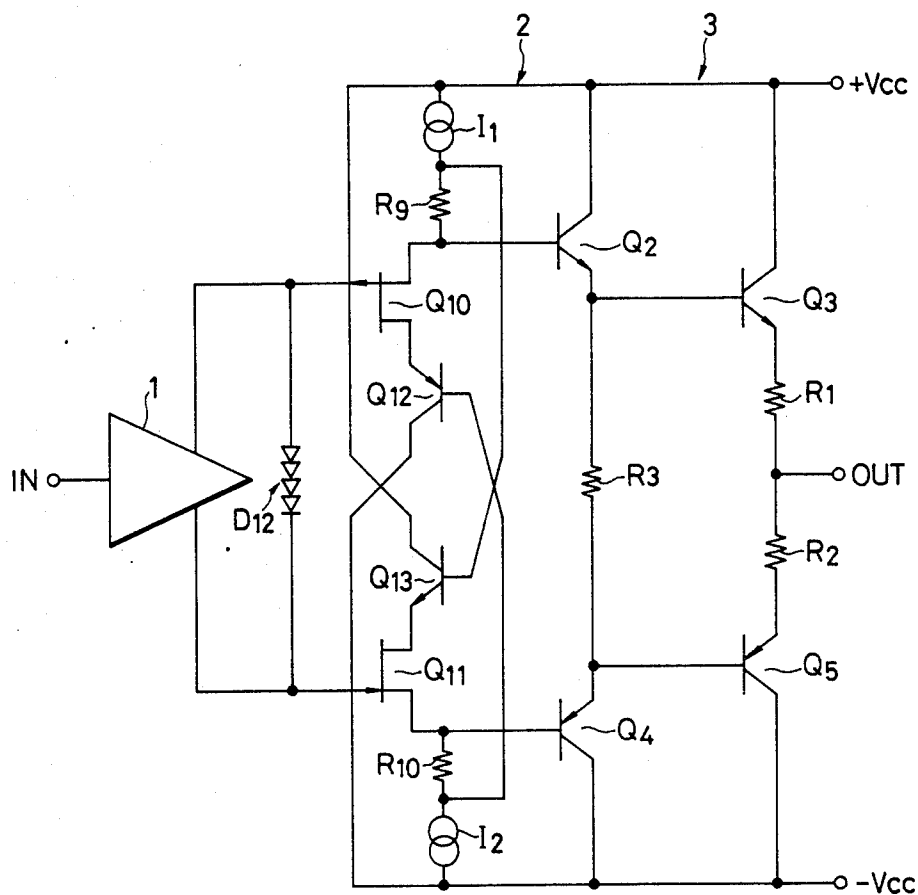 2
3
+Vcc
I1
R9
Q2
Q10
Q3
1
Q12
R1
IN
D12
R3
OUT
Q13
R2
Q11
Q5
Q4
R10
I2
-Vcc